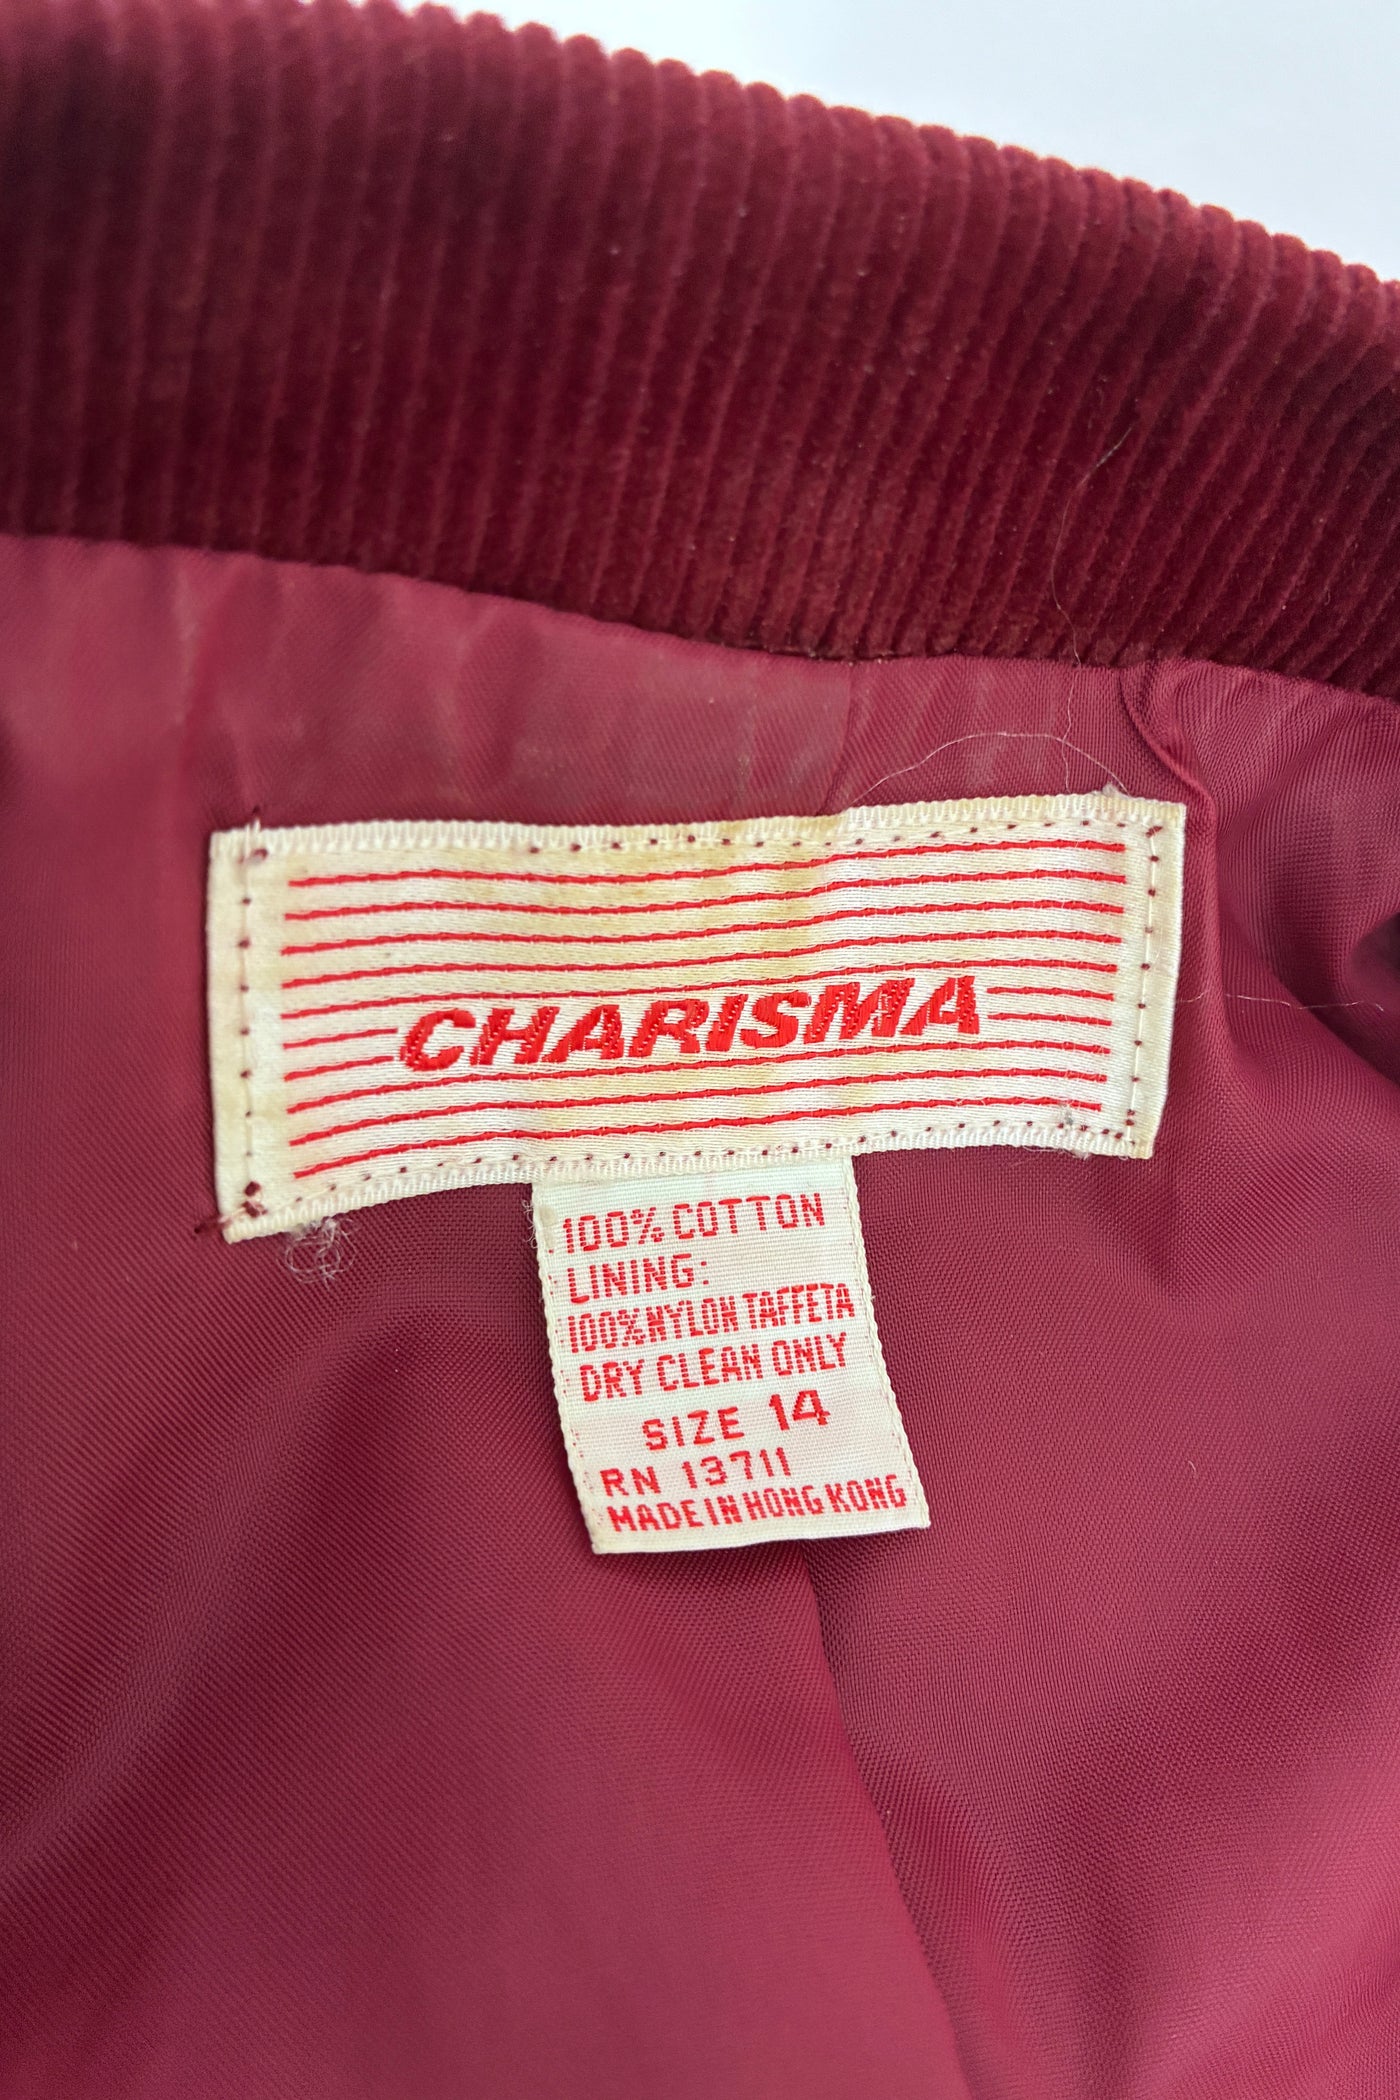 CHARISMA
100% COTTON
LINING:
100% NYLON TAFFETA
DRY CLEAN ONLY
SIZE 14
RN 13711
MADE IN HONG KONG